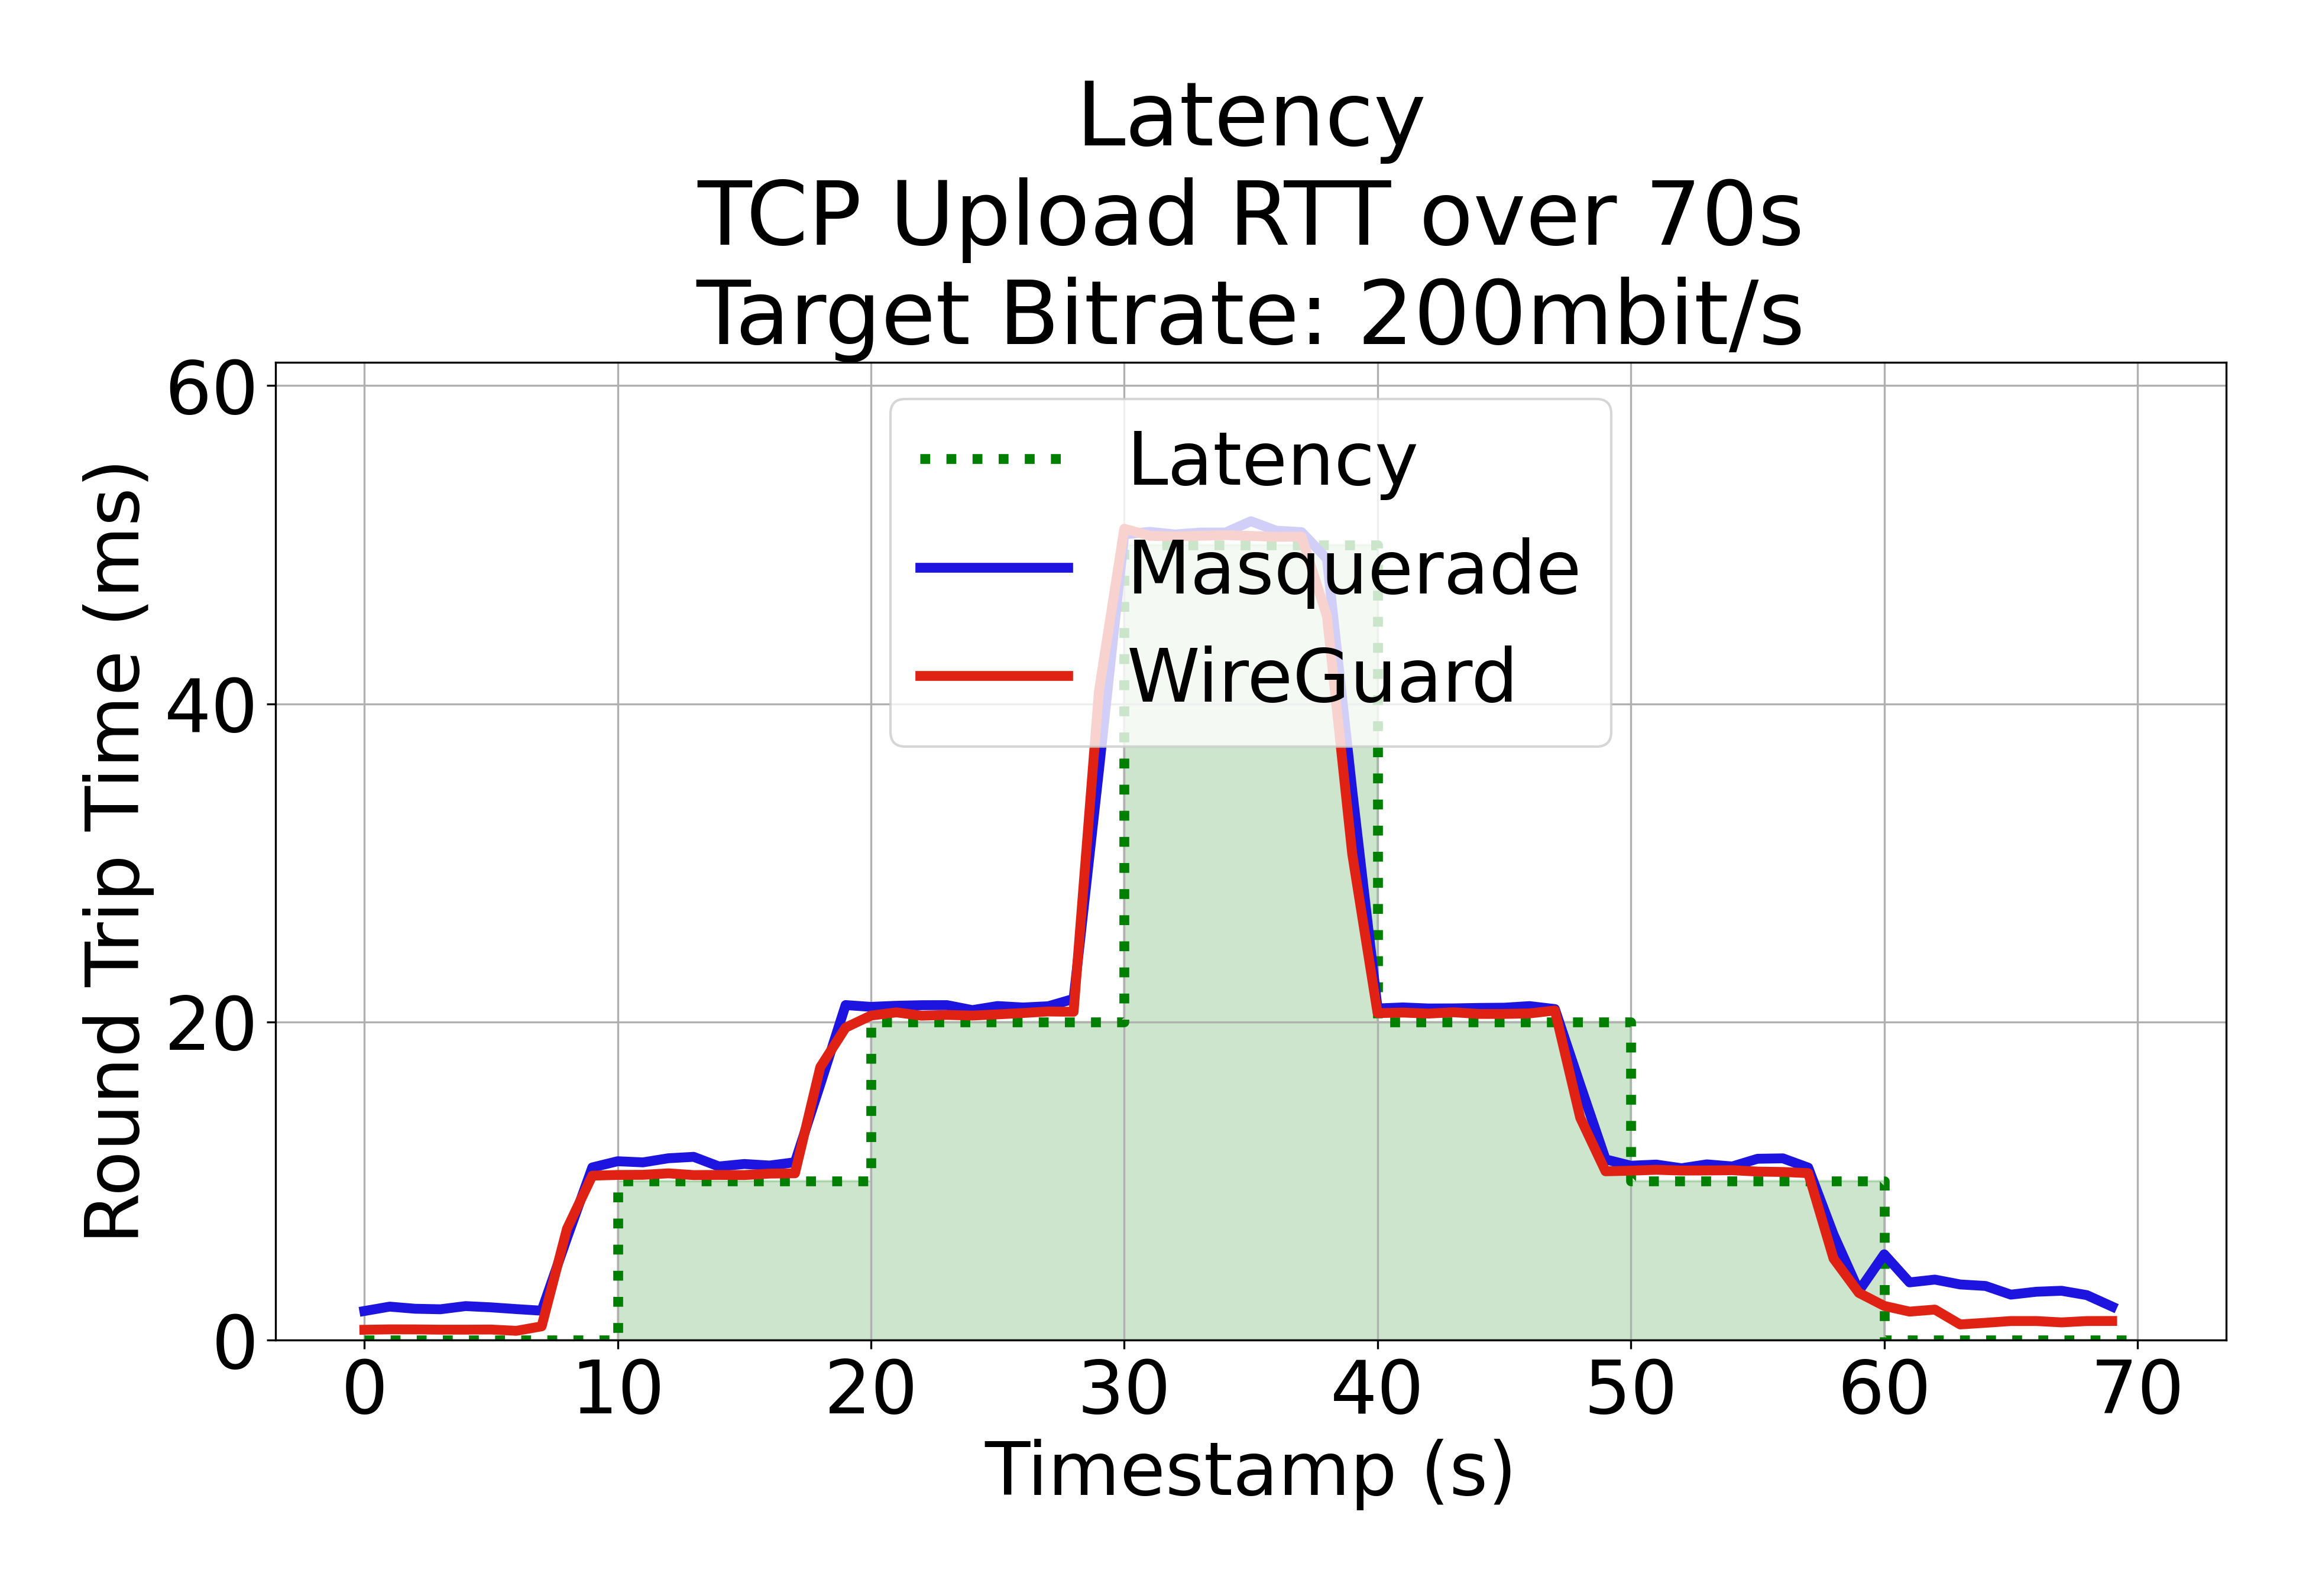 Latency
TCP Upload RTT over 70s
Target Bitrate: 200mbit/s
Round Trip Time (ms)
60
40
20
0
Latency
Masquerade
WireGuard
0 10 20 30 40 50 60 70
Timestamp (s)